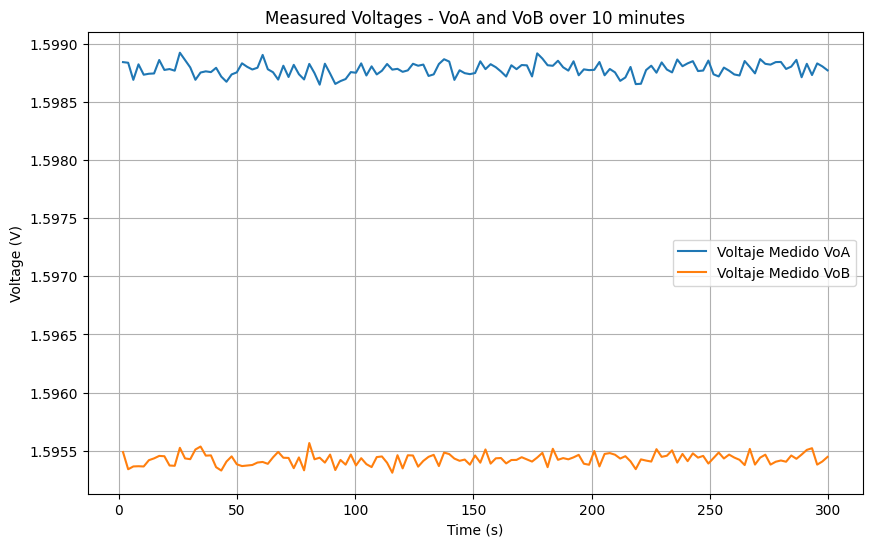 Measured Voltages - VoA and VoB over 10 minutes
1.5990
1.5985
1.5980
1.5975
1.5970
1.5965
1.5960
1.5955
Voltage (V)
Voltaje Medido VoA
Voltaje Medido VoB
0 50 100 150 200 250 300
Time (s)